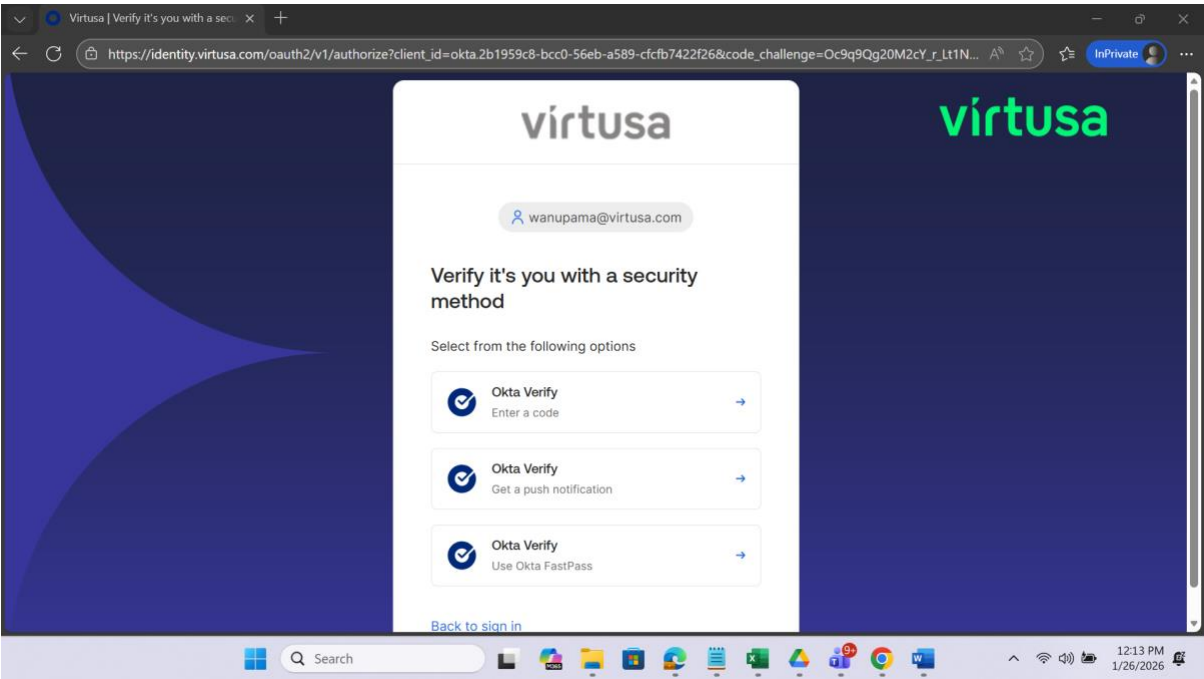 Virtusa | Verify it's you with a sec
https://identity.virtusa.com/oauth2/v1/authorize?client_id=okta.2b1959c8-bcc0-56eb-a589-cfcfb7422f26&code_challenge=Oc9q9Qg20M2cY_r_Lt1N...
InPrivate
virtusa
virtusa
wanupama@virtusa.com
Verify it's you with a security
method
Select from the following options
Okta Verify
Enter a code
Okta Verify
Get a push notification
Okta Verify
Use Okta FastPass
Back to sign in
Search
9+
12:13 PM
1/26/2026